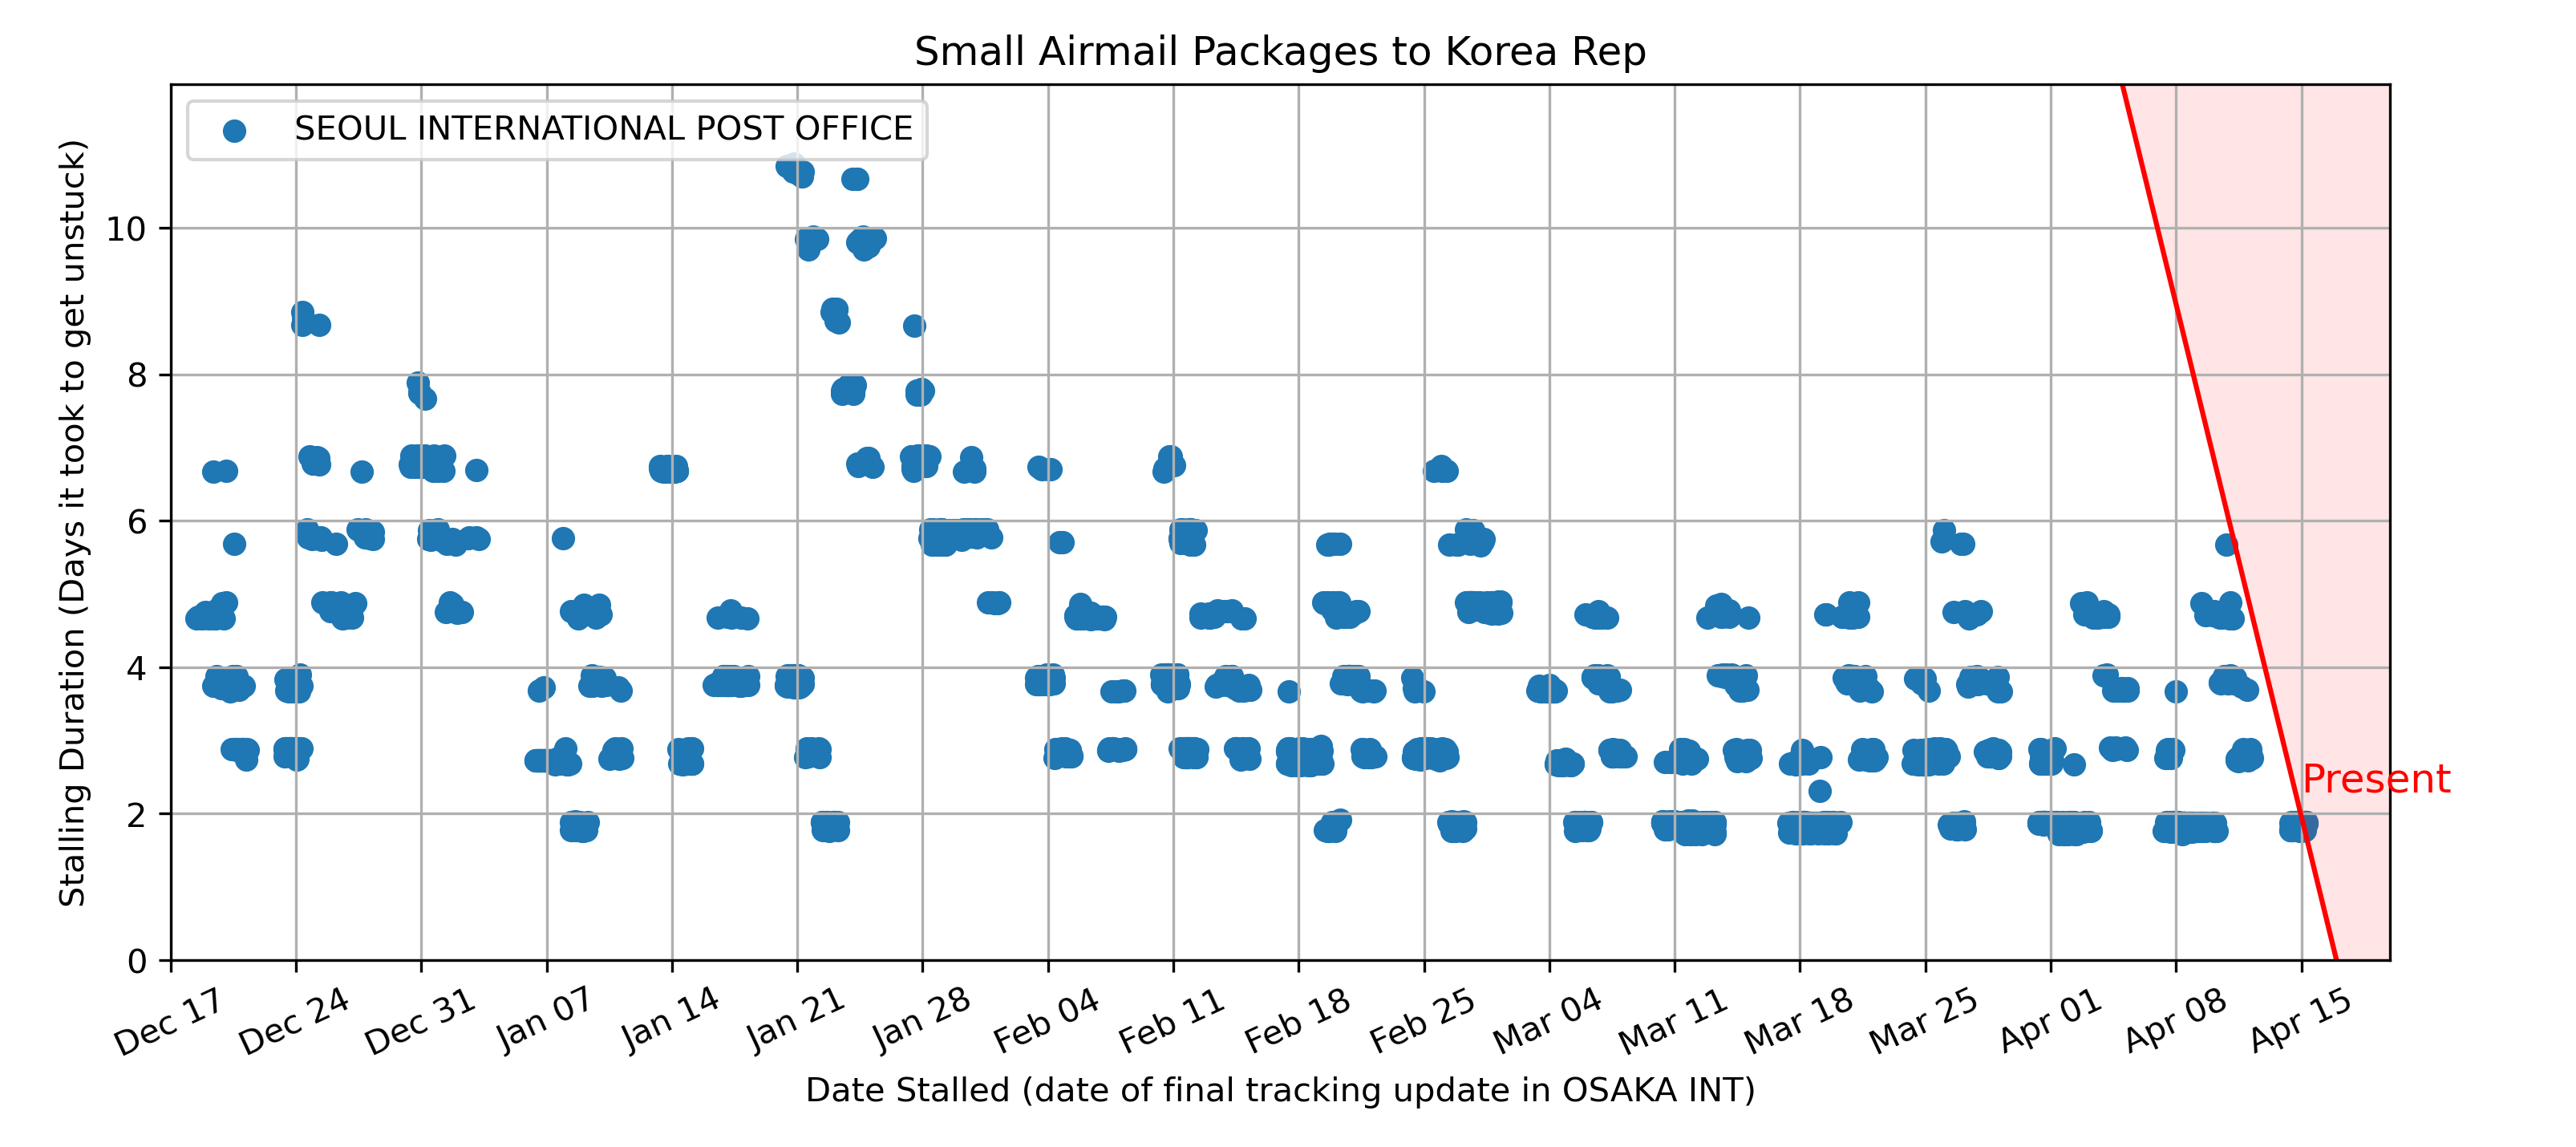 Small Airmail Packages to Korea Rep
SEOUL INTERNATIONAL POST OFFICE
Stalling Duration (Days it took to get unstuck)
10
8
6
4
2
0
Present
Dec 17
Dec 24
Dec 31
Jan 07
Jan 14
Jan 21
Jan 28
Feb 04
Feb 11
Feb 18
Feb 25
Mar 04
Mar 11
Mar 18
Mar 25
Apr 01
Apr 08
Apr 15
Date Stalled (date of final tracking update in OSAKA INT)